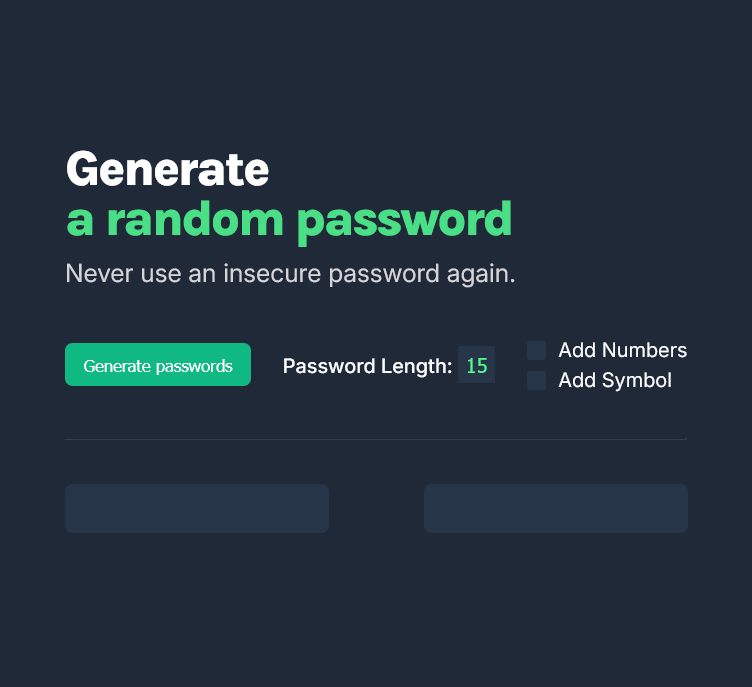 Generate
a random password
Never use an insecure password again.
Generate passwords
Password Length: 15
Add Numbers
Add Symbol